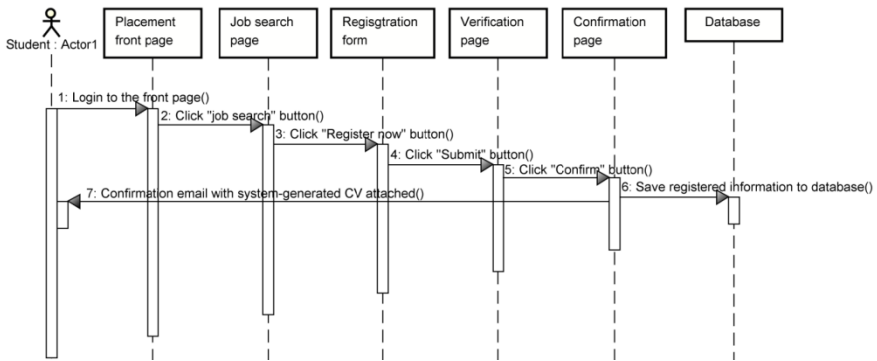 Student : Actor1
Placement
front page
Job search
page
Regisgtration
form
Verification
page
Confirmation
page
Database
1: Login to the front page()
2: Click "job search" button()
3: Click "Register now" button()
4: Click "Submit" button()
5: Click "Confirm" button()
6: Save registered information to database()
7: Confirmation email with system-generated CV attached()